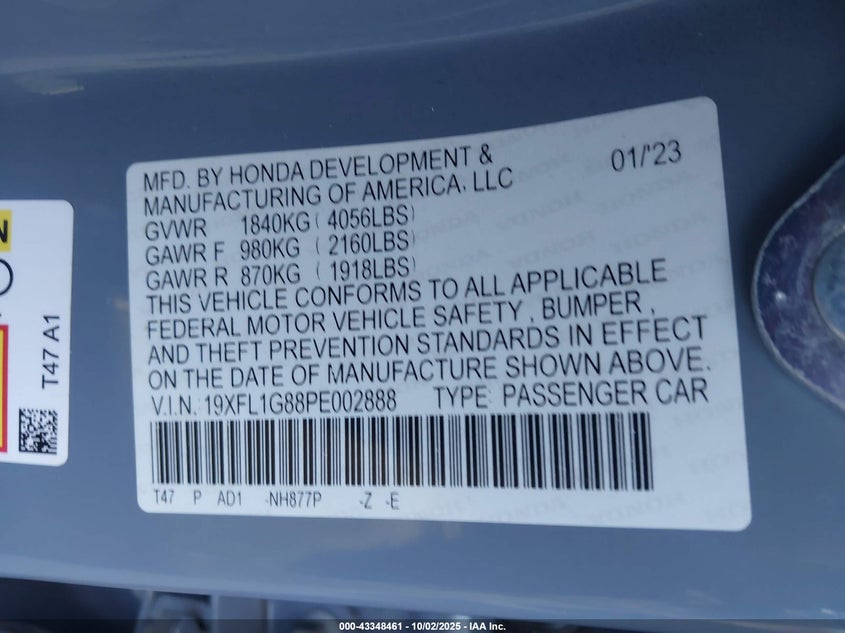 MFD. BY HONDA DEVELOPMENT &
MANUFACTURING OF AMERICA. LLC
01/'23
GVWR 1840KG ( 4056LBS)
GAWR F 980KG ( 2160LBS)
GAWR R 870KG ( 1918LBS)
THIS VEHICLE CONFORMS TO ALL APPLICABLE
FEDERAL MOTOR VEHICLE SAFETY , BUMPER ,
AND THEFT PREVENTION STANDARDS IN EFFECT
ON THE DATE OF MANUFACTURE SHOWN ABOVE.
V.I.N. 19XFL1G88PE002888 TYPE: PASSENGER CAR
T47 P AD1 -NH877P -Z -E
T47 A1
000-43348461 - 10/02/2025 - IAA Inc.